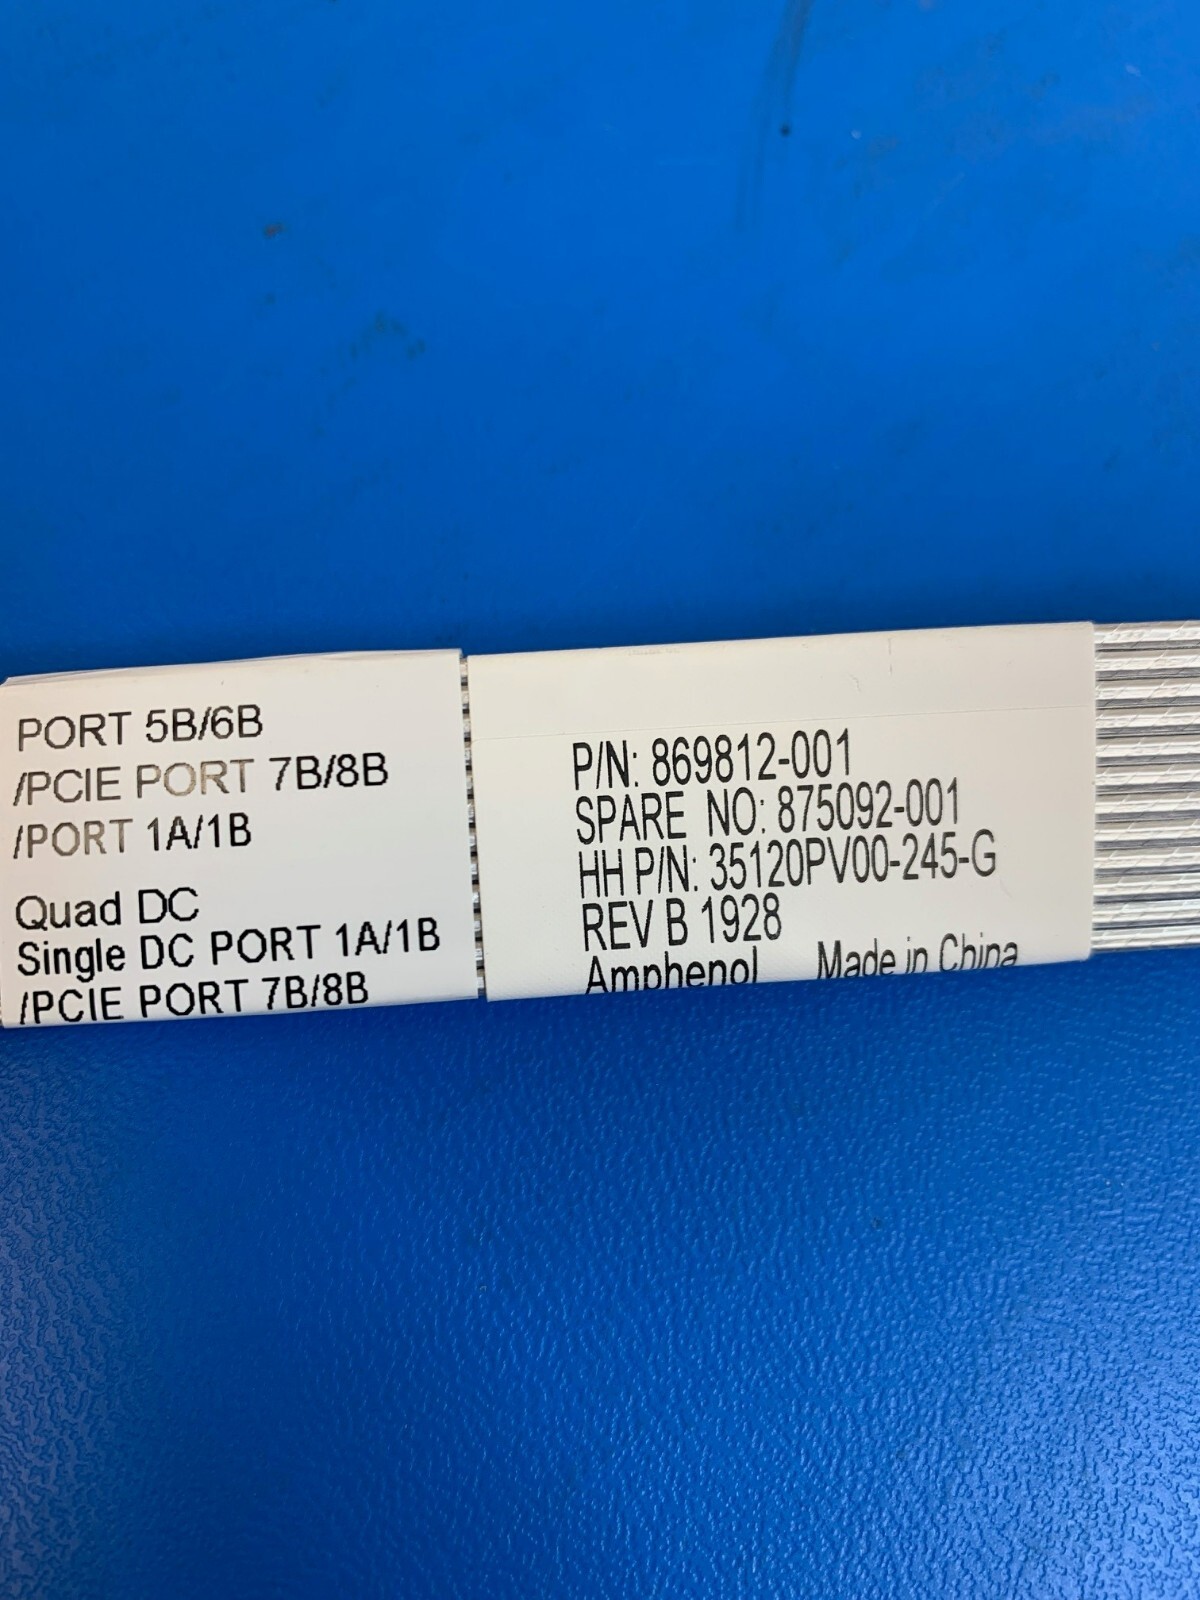 PORT 5B/6B
/PCIE PORT 7B/8B
/PORT 1A/1B
Quad DC
Single DC PORT 1A/1B
/PCIE PORT 7B/8B
P/N: 869812-001
SPARE NO: 875092-001
HH P/N: 35120PV00-245-G
REV B 1928
Amphenol Made in China